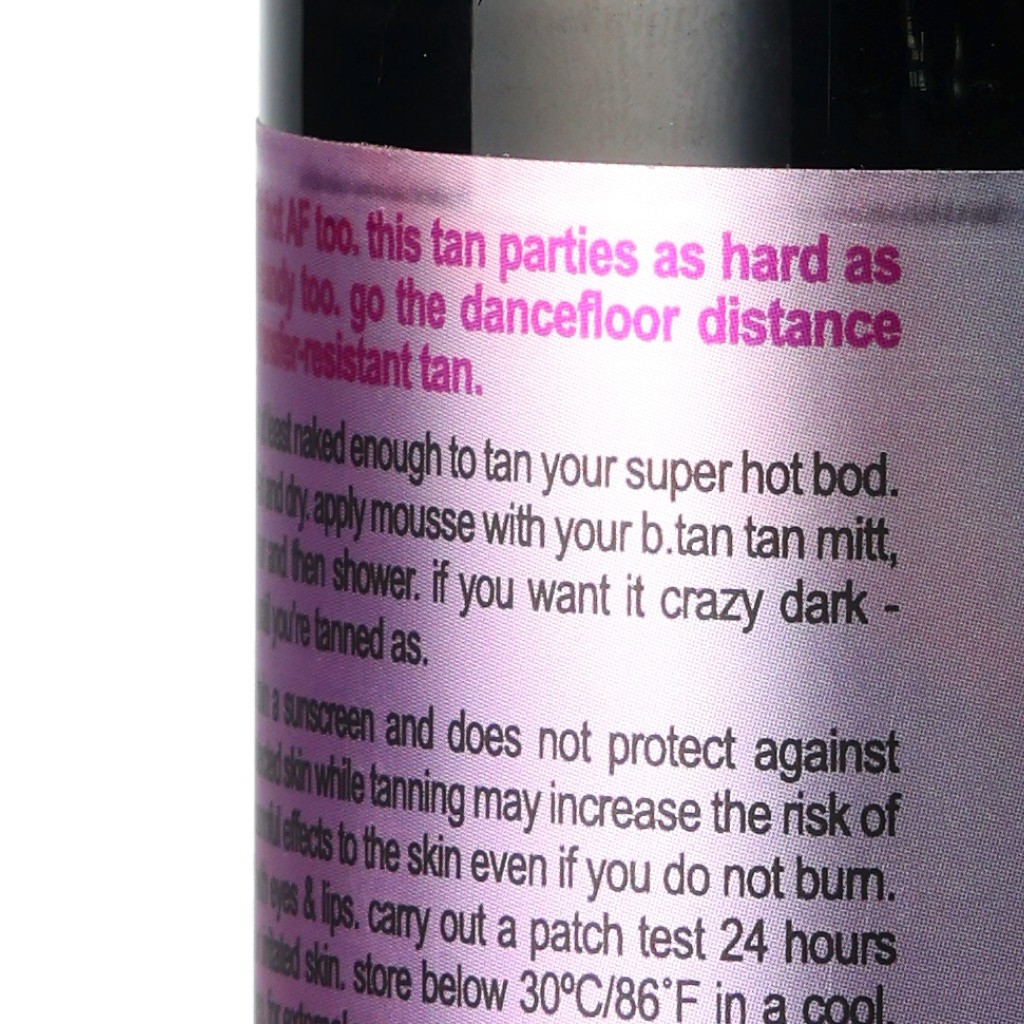 AF too. this tan parties as hard as
too. go the dancefloor distance
resistant tan.
naked enough to tan your super hot bod.
and dry. apply mousse with your b.tan tan mitt,
and then shower. if you want it crazy dark -
you're tanned as.
a sunscreen and does not protect against
skin while tanning may increase the risk of
effects to the skin even if you do not burn.
eyes & lips. carry out a patch test 24 hours
skin. store below 30ºC/86˚F in a cool,